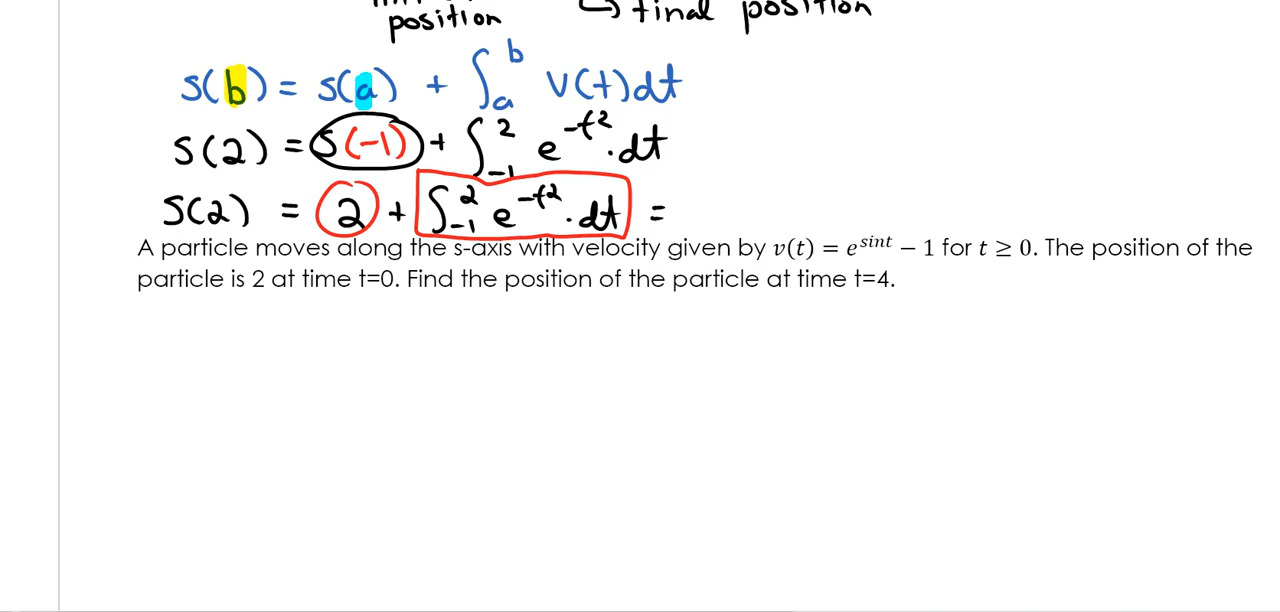 position ↳ final position
s(b) = s(a) + ∫_a^b v(t)dt
s(2) = s(-1) + ∫_{-1}^2 e^{-t^2}·dt
s(2) = 2 + ∫_{-1}^2 e^{-t^2}·dt =
A particle moves along the s-axis with velocity given by v(t) = e^{sint} − 1 for t ≥ 0. The position of the
particle is 2 at time t=0. Find the position of the particle at time t=4.